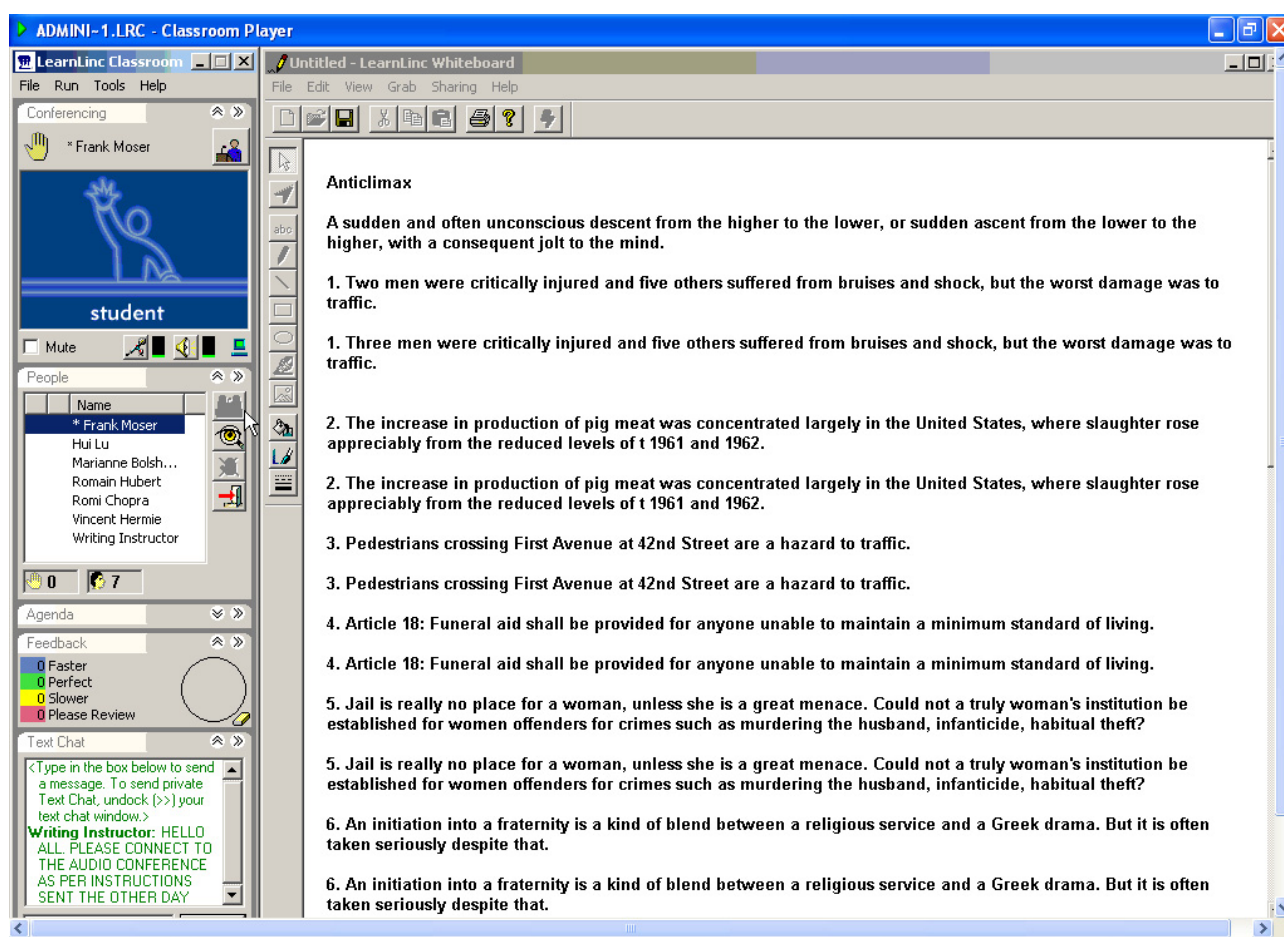 ADMINI~1.LRC - Classroom Player
LearnLinc Classroom
File Run Tools Help
Conferencing
* Frank Moser
student
Mute
People
Name
* Frank Moser
Hui Lu
Marianne Bolsh...
Romain Hubert
Romi Chopra
Vincent Hermie
Writing Instructor
0 7
Agenda
Feedback
0 Faster
0 Perfect
0 Slower
0 Please Review
Text Chat
<Type in the box below to send
a message. To send private
Text Chat, undock (>>) your
text chat window.>
Writing Instructor: HELLO
ALL. PLEASE CONNECT TO
THE AUDIO CONFERENCE
AS PER INSTRUCTIONS
SENT THE OTHER DAY
Untitled - LearnLinc Whiteboard
File Edit View Grab Sharing Help
abc
Anticlimax
A sudden and often unconscious descent from the higher to the lower, or sudden ascent from the lower to the
higher, with a consequent jolt to the mind.
1. Two men were critically injured and five others suffered from bruises and shock, but the worst damage was to
traffic.
1. Three men were critically injured and five others suffered from bruises and shock, but the worst damage was to
traffic.
2. The increase in production of pig meat was concentrated largely in the United States, where slaughter rose
appreciably from the reduced levels of t 1961 and 1962.
2. The increase in production of pig meat was concentrated largely in the United States, where slaughter rose
appreciably from the reduced levels of t 1961 and 1962.
3. Pedestrians crossing First Avenue at 42nd Street are a hazard to traffic.
3. Pedestrians crossing First Avenue at 42nd Street are a hazard to traffic.
4. Article 18: Funeral aid shall be provided for anyone unable to maintain a minimum standard of living.
4. Article 18: Funeral aid shall be provided for anyone unable to maintain a minimum standard of living.
5. Jail is really no place for a woman, unless she is a great menace. Could not a truly woman's institution be
established for women offenders for crimes such as murdering the husband, infanticide, habitual theft?
5. Jail is really no place for a woman, unless she is a great menace. Could not a truly woman's institution be
established for women offenders for crimes such as murdering the husband, infanticide, habitual theft?
6. An initiation into a fraternity is a kind of blend between a religious service and a Greek drama. But it is often
taken seriously despite that.
6. An initiation into a fraternity is a kind of blend between a religious service and a Greek drama. But it is often
taken seriously despite that.